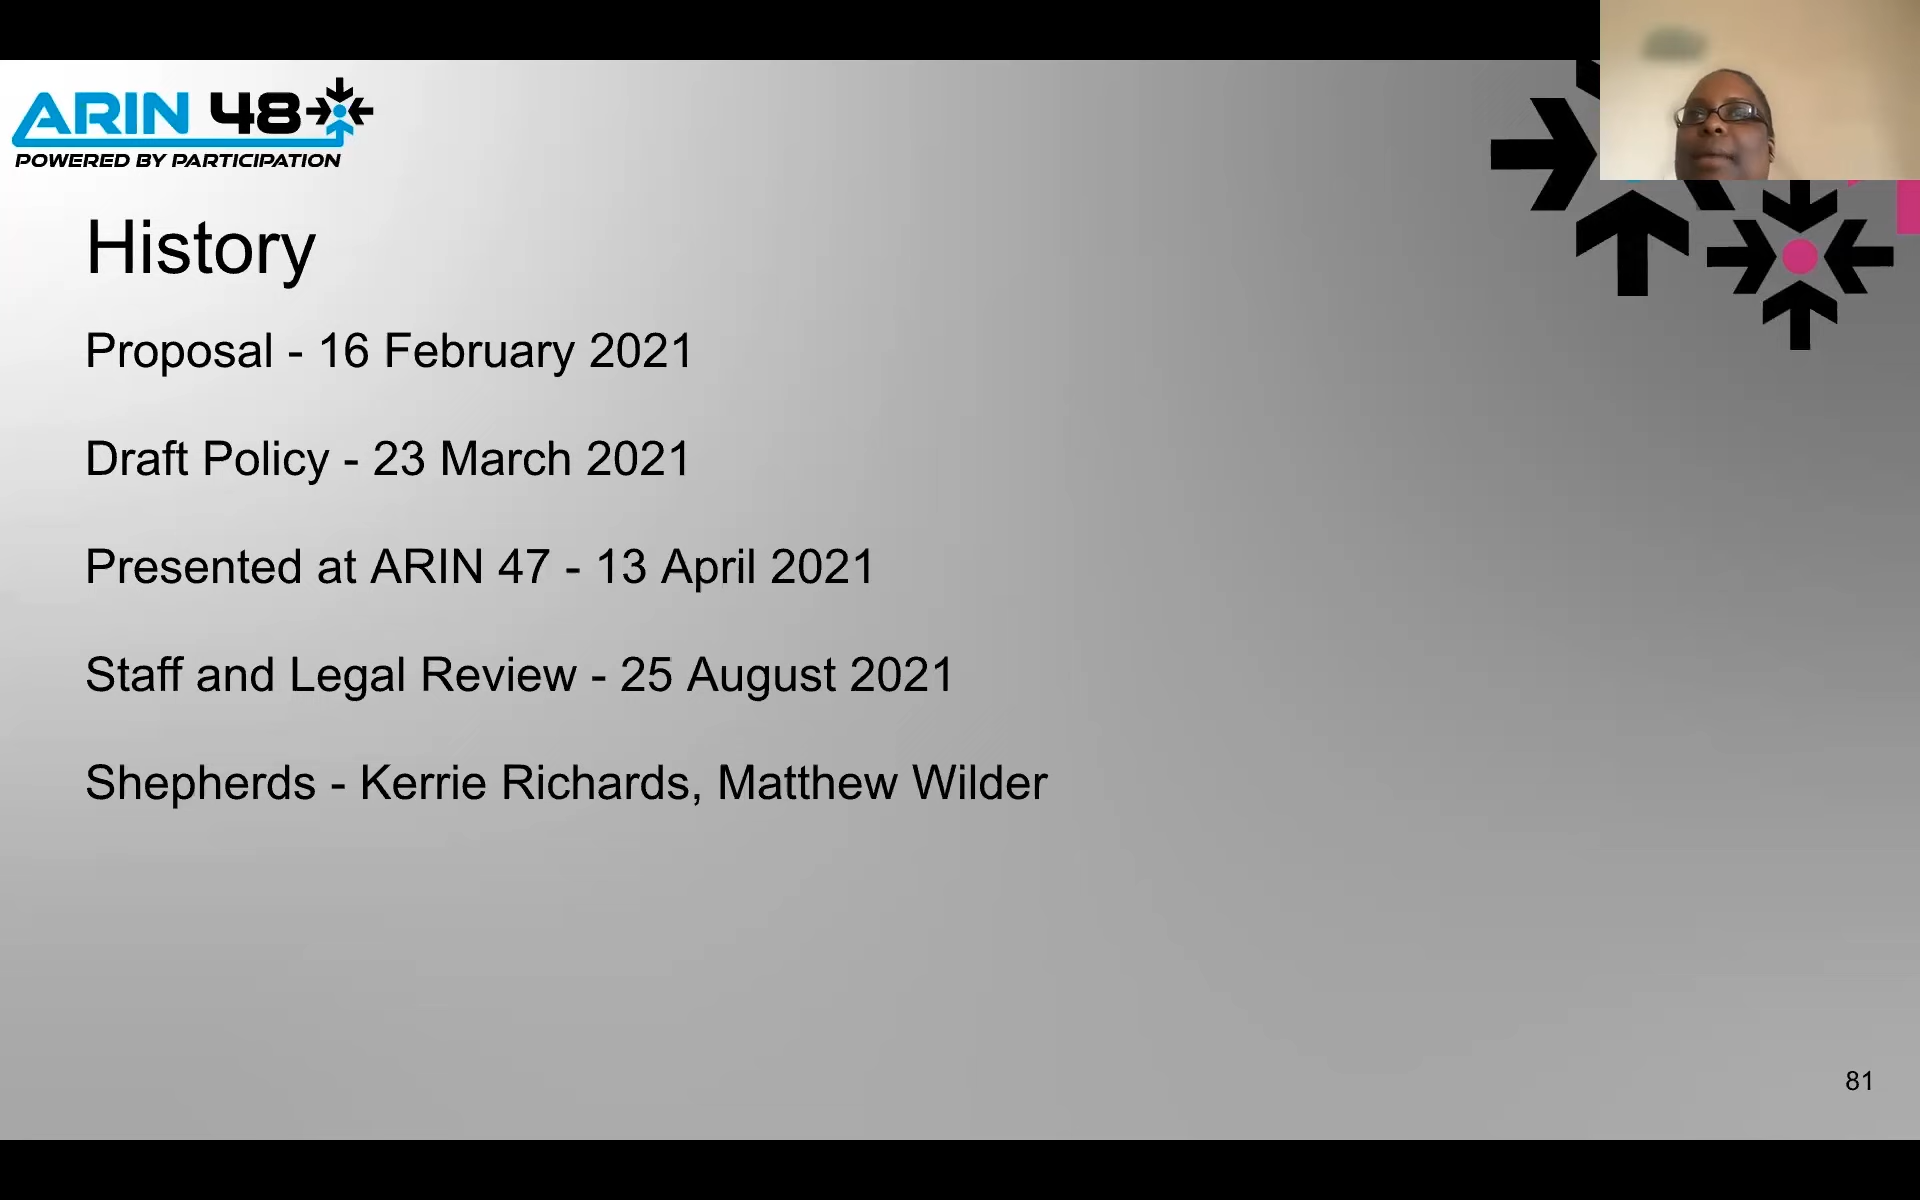 ARIN 48
POWERED BY PARTICIPATION
History
Proposal - 16 February 2021
Draft Policy - 23 March 2021
Presented at ARIN 47 - 13 April 2021
Staff and Legal Review - 25 August 2021
Shepherds - Kerrie Richards, Matthew Wilder
81